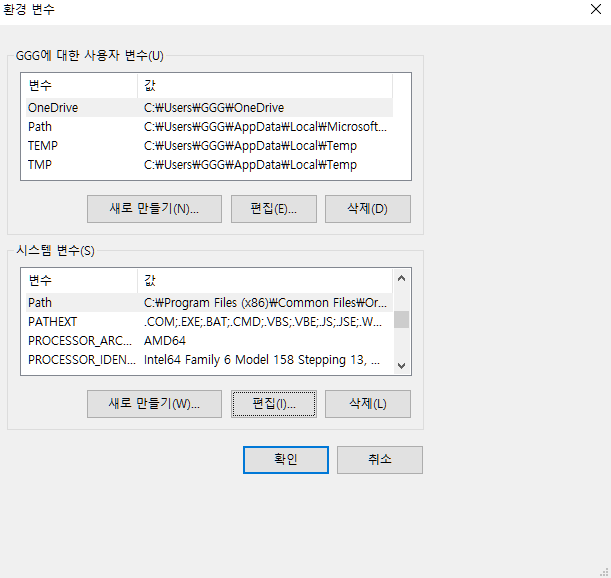 환경 변수
GGG에 대한 사용자 변수(U)
변수 값
OneDrive C:₩Users₩GGG₩OneDrive
Path C:₩Users₩GGG₩AppData₩Local₩Microsoft...
TEMP C:₩Users₩GGG₩AppData₩Local₩Temp
TMP C:₩Users₩GGG₩AppData₩Local₩Temp
새로 만들기(N)... 편집(E)... 삭제(D)
시스템 변수(S)
변수 값
Path C:₩Program Files (x86)₩Common Files₩Or...
PATHEXT .COM;.EXE;.BAT;.CMD;.VBS;.VBE;.JS;.JSE;.W...
PROCESSOR_ARC... AMD64
PROCESSOR_IDEN... Intel64 Family 6 Model 158 Stepping 13, ...
새로 만들기(W)... 편집(I)... 삭제(L)
확인 취소